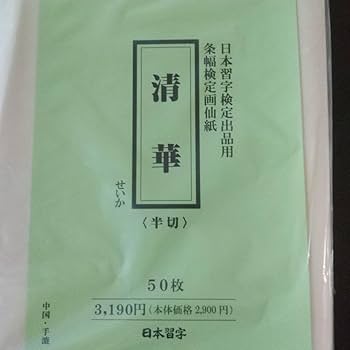 日本習字検定出品用
条幅検定画仙紙
清華
せいか
〈半切〉
50枚
3,190円(本体価格2,900円)
日本習字
中国・手漉